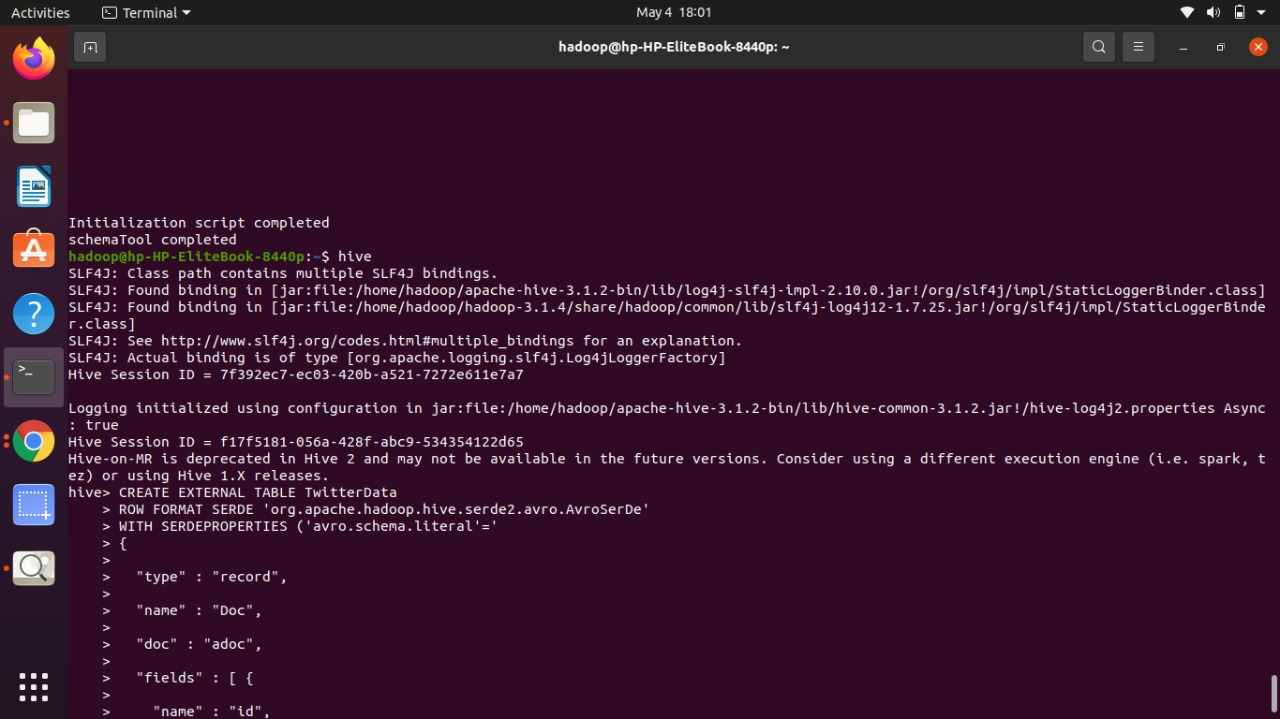 Activities
Terminal
May 4  18:01
hadoop@hp-HP-EliteBook-8440p: ~
Initialization script completed
schemaTool completed
hadoop@hp-HP-EliteBook-8440p:~$ hive
SLF4J: Class path contains multiple SLF4J bindings.
SLF4J: Found binding in [jar:file:/home/hadoop/apache-hive-3.1.2-bin/lib/log4j-slf4j-impl-2.10.0.jar!/org/slf4j/impl/StaticLoggerBinder.class]
SLF4J: Found binding in [jar:file:/home/hadoop/hadoop-3.1.4/share/hadoop/common/lib/slf4j-log4j12-1.7.25.jar!/org/slf4j/impl/StaticLoggerBinde
r.class]
SLF4J: See http://www.slf4j.org/codes.html#multiple_bindings for an explanation.
SLF4J: Actual binding is of type [org.apache.logging.slf4j.Log4jLoggerFactory]
Hive Session ID = 7f392ec7-ec03-420b-a521-7272e611e7a7
Logging initialized using configuration in jar:file:/home/hadoop/apache-hive-3.1.2-bin/lib/hive-common-3.1.2.jar!/hive-log4j2.properties Async
: true
Hive Session ID = f17f5181-056a-428f-abc9-534354122d65
Hive-on-MR is deprecated in Hive 2 and may not be available in the future versions. Consider using a different execution engine (i.e. spark, t
ez) or using Hive 1.X releases.
hive> CREATE EXTERNAL TABLE TwitterData
    > ROW FORMAT SERDE 'org.apache.hadoop.hive.serde2.avro.AvroSerDe'
    > WITH SERDEPROPERTIES ('avro.schema.literal'='
    > {
    >
    >   "type" : "record",
    >
    >   "name" : "Doc",
    >
    >   "doc" : "adoc",
    >
    >   "fields" : [ {
    >
    >     "name" : "id",